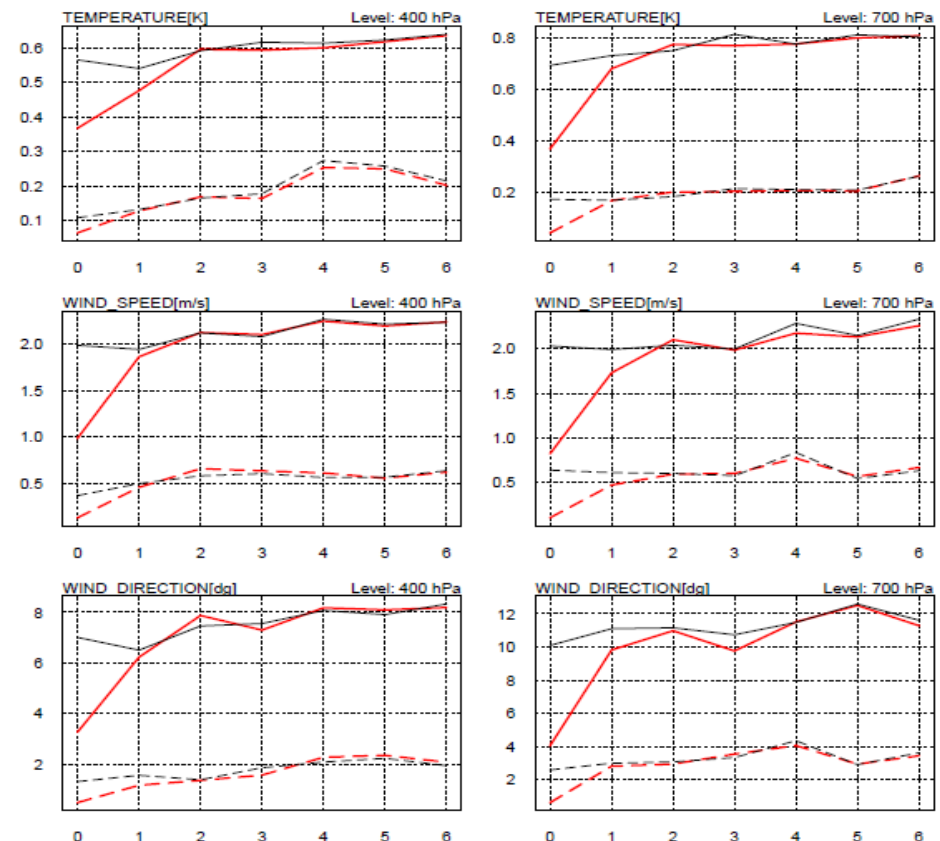 TEMPERATURE[K] Level: 400 hPa
0.6
0.5
0.4
0.3
0.2
0.1
0 1 2 3 4 5 6
TEMPERATURE[K] Level: 700 hPa
0.8
0.6
0.4
0.2
0 1 2 3 4 5 6
WIND_SPEED[m/s] Level: 400 hPa
2.0
1.5
1.0
0.5
0 1 2 3 4 5 6
WIND_SPEED[m/s] Level: 700 hPa
2.0
1.5
1.0
0.5
0 1 2 3 4 5 6
WIND_DIRECTION[dg] Level: 400 hPa
8
6
4
2
0 1 2 3 4 5 6
WIND_DIRECTION[dg] Level: 700 hPa
12
10
8
6
4
2
0 1 2 3 4 5 6